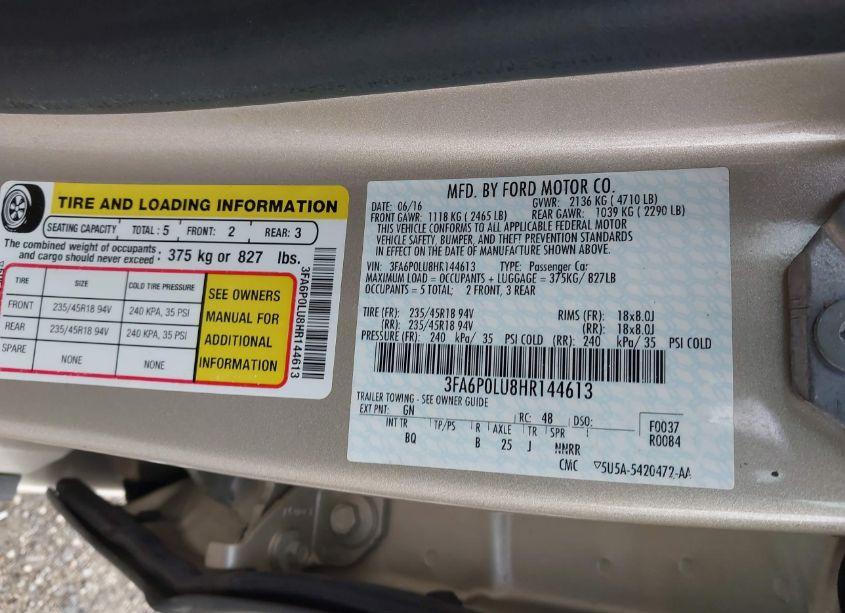 TIRE AND LOADING INFORMATION
SEATING CAPACITY TOTAL: 5 FRONT: 2 REAR: 3
The combined weight of occupants
and cargo should never exceed : 375 kg or 827 lbs.
TIRE SIZE COLD TIRE PRESSURE
FRONT 235/45R18 94V 240 KPA, 35 PSI
REAR 235/45R18 94V 240 KPA, 35 PSI
SPARE NONE NONE
SEE OWNERS
MANUAL FOR
ADDITIONAL
INFORMATION
3FA6P0LU8HR144613
MFD. BY FORD MOTOR CO.
DATE: 06/16 GVWR: 2136 KG ( 4710 LB)
FRONT GAWR: 1118 KG ( 2465 LB) REAR GAWR: 1039 KG ( 2290 LB)
THIS VEHICLE CONFORMS TO ALL APPLICABLE FEDERAL MOTOR
VEHICLE SAFETY, BUMPER, AND THEFT PREVENTION STANDARDS
IN EFFECT ON THE DATE OF MANUFACTURE SHOWN ABOVE.
VIN: 3FA6P0LU8HR144613 TYPE: Passenger Car
MAXIMUM LOAD = OCCUPANTS + LUGGAGE = 375KG/ 827LB
OCCUPANTS = 5 TOTAL; 2 FRONT, 3 REAR
TIRE (FR): 235/45R18 94V RIMS (FR): 18x8.0J
(RR): 235/45R18 94V (RR): 18x8.0J
PRESSURE (FR): 240 kPa/ 35 PSI COLD (RR): 240 kPa/ 35 PSI COLD
3FA6P0LU8HR144613
TRAILER TOWING - SEE OWNER GUIDE
EXT PNT: GN RC: 48 DSO: F0037
INT TR TP/PS R AXLE TR SPR R0084
BQ B 25 J NNRR
CMC 5U5A-5420472-AA